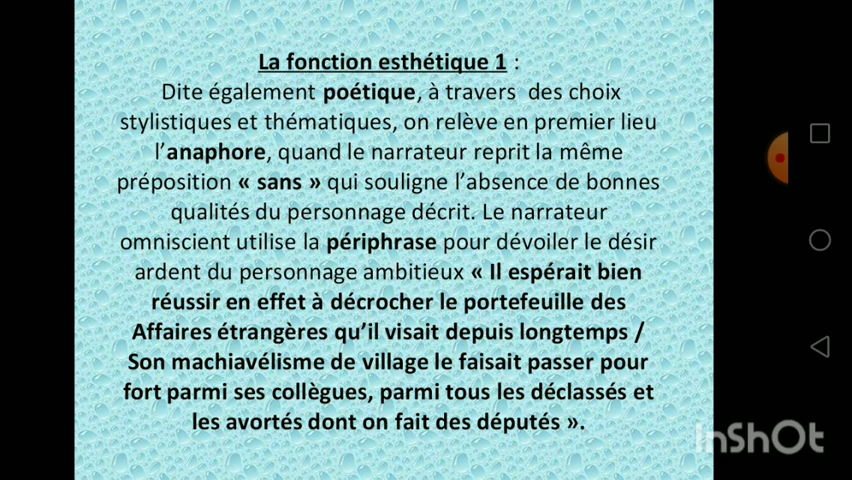 La fonction esthétique 1 :
Dite également poétique, à travers des choix
stylistiques et thématiques, on relève en premier lieu
l’anaphore, quand le narrateur reprit la même
préposition « sans » qui souligne l’absence de bonnes
qualités du personnage décrit. Le narrateur
omniscient utilise la périphrase pour dévoiler le désir
ardent du personnage ambitieux « Il espérait bien
réussir en effet à décrocher le portefeuille des
Affaires étrangères qu’il visait depuis longtemps /
Son machiavélisme de village le faisait passer pour
fort parmi ses collègues, parmi tous les déclassés et
les avortés dont on fait des députés ».
InShOt